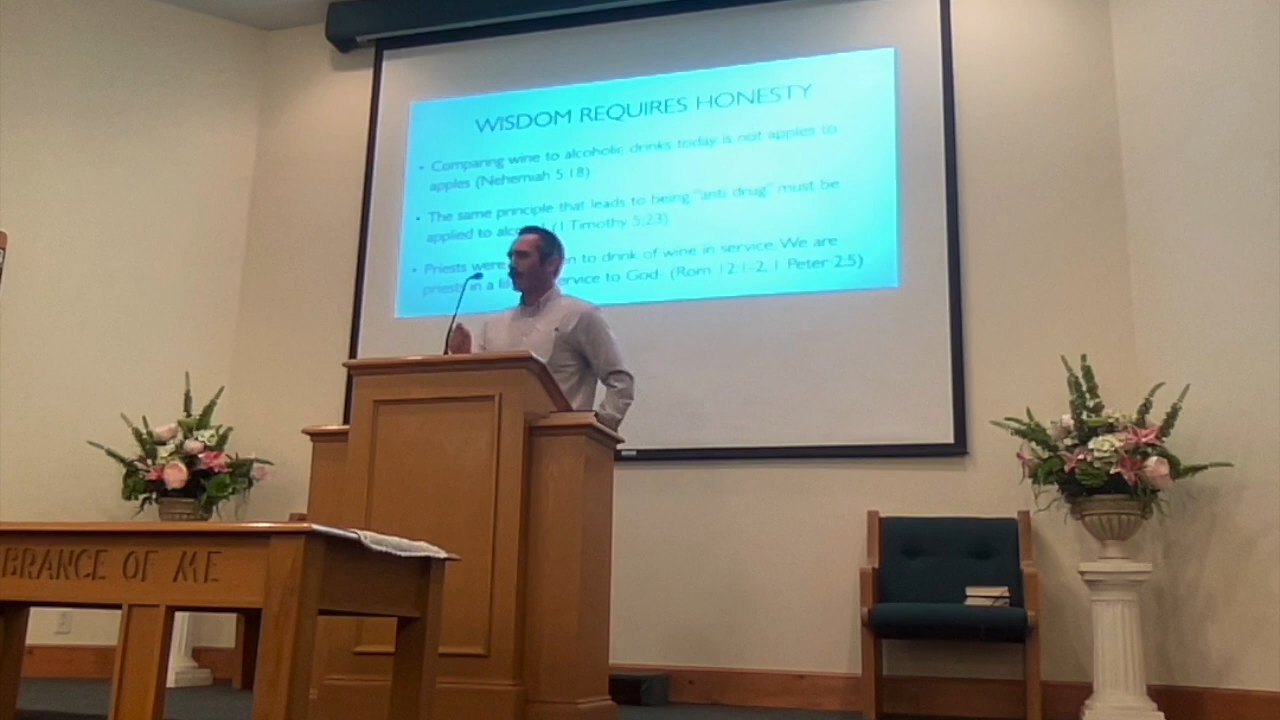 WISDOM REQUIRES HONESTY
• Comparing wine to alcoholic drinks today is not apples to
apples (Nehemiah 5:18)
• The same principle that leads to being "anti drug" must be
applied to (1 Timothy 5:23)
• Priests were to drink of wine in service. We are
priests in a service to God- (Rom 12:1-2, 1 Peter 2:5)
BRANCE OF ME